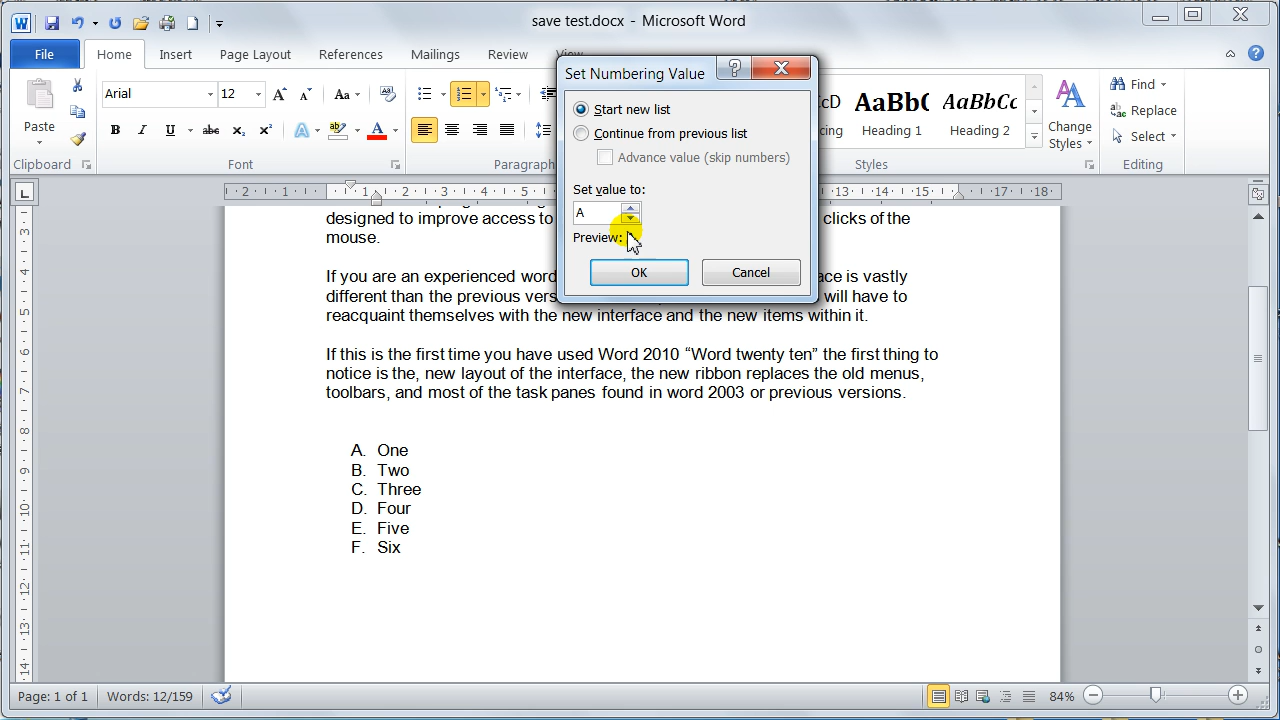 save test.docx - Microsoft Word
File Home Insert Page Layout References Mailings Review View
Set Numbering Value
Start new list
Continue from previous list
Advance value (skip numbers)
Set value to:
A
Preview:
OK Cancel
Paste
Clipboard
Arial 12
Font
Paragraph
AaBbC AaBbCc
Heading 1 Heading 2
Styles
Change
Styles
Find
Replace
Select
Editing
designed to improve access to clicks of the
mouse.
If you are an experienced word ace is vastly
different than the previous vers will have to
reacquaint themselves with the new interface and the new items within it.
If this is the first time you have used Word 2010 “Word twenty ten” the first thing to
notice is the, new layout of the interface, the new ribbon replaces the old menus,
toolbars, and most of the task panes found in word 2003 or previous versions.
A. One
B. Two
C. Three
D. Four
E. Five
F. Six
Page: 1 of 1 Words: 12/159 84%